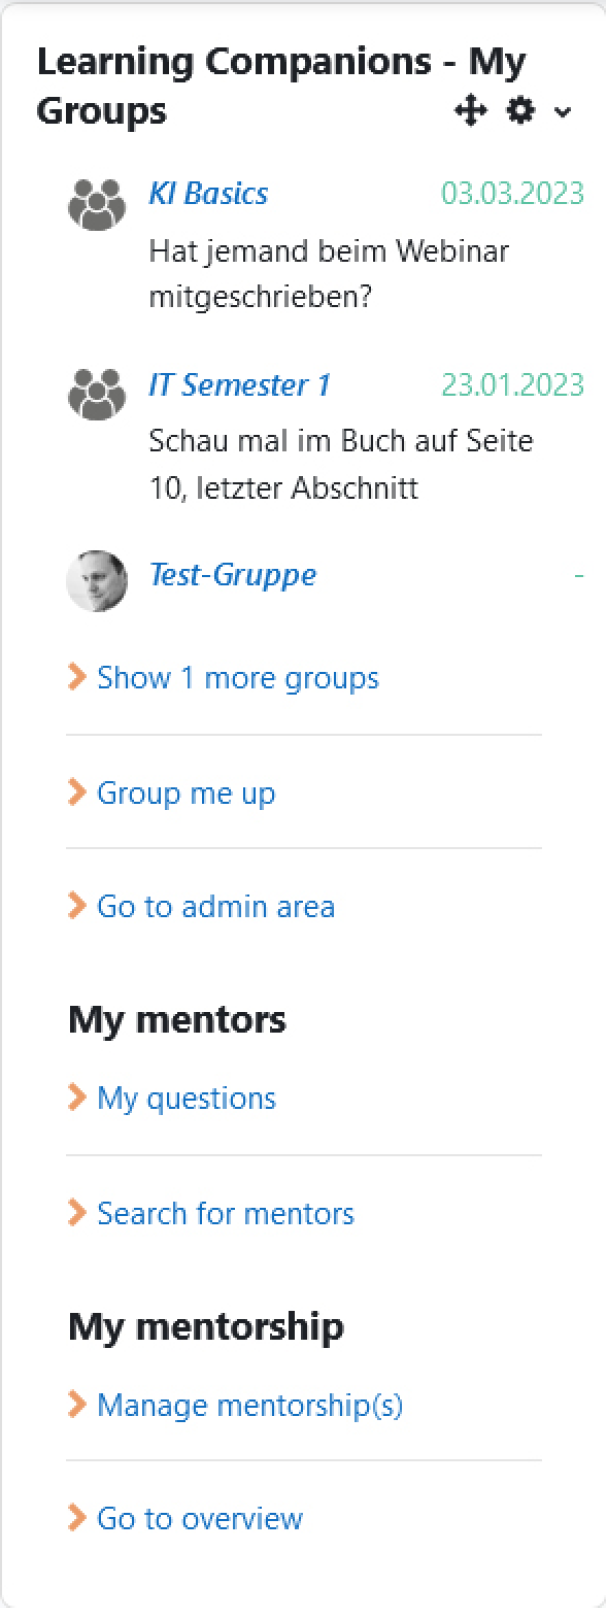 Learning Companions - My
Groups
KI Basics 03.03.2023
Hat jemand beim Webinar
mitgeschrieben?
IT Semester 1 23.01.2023
Schau mal im Buch auf Seite
10, letzter Abschnitt
Test-Gruppe -
Show 1 more groups
Group me up
Go to admin area
My mentors
My questions
Search for mentors
My mentorship
Manage mentorship(s)
Go to overview